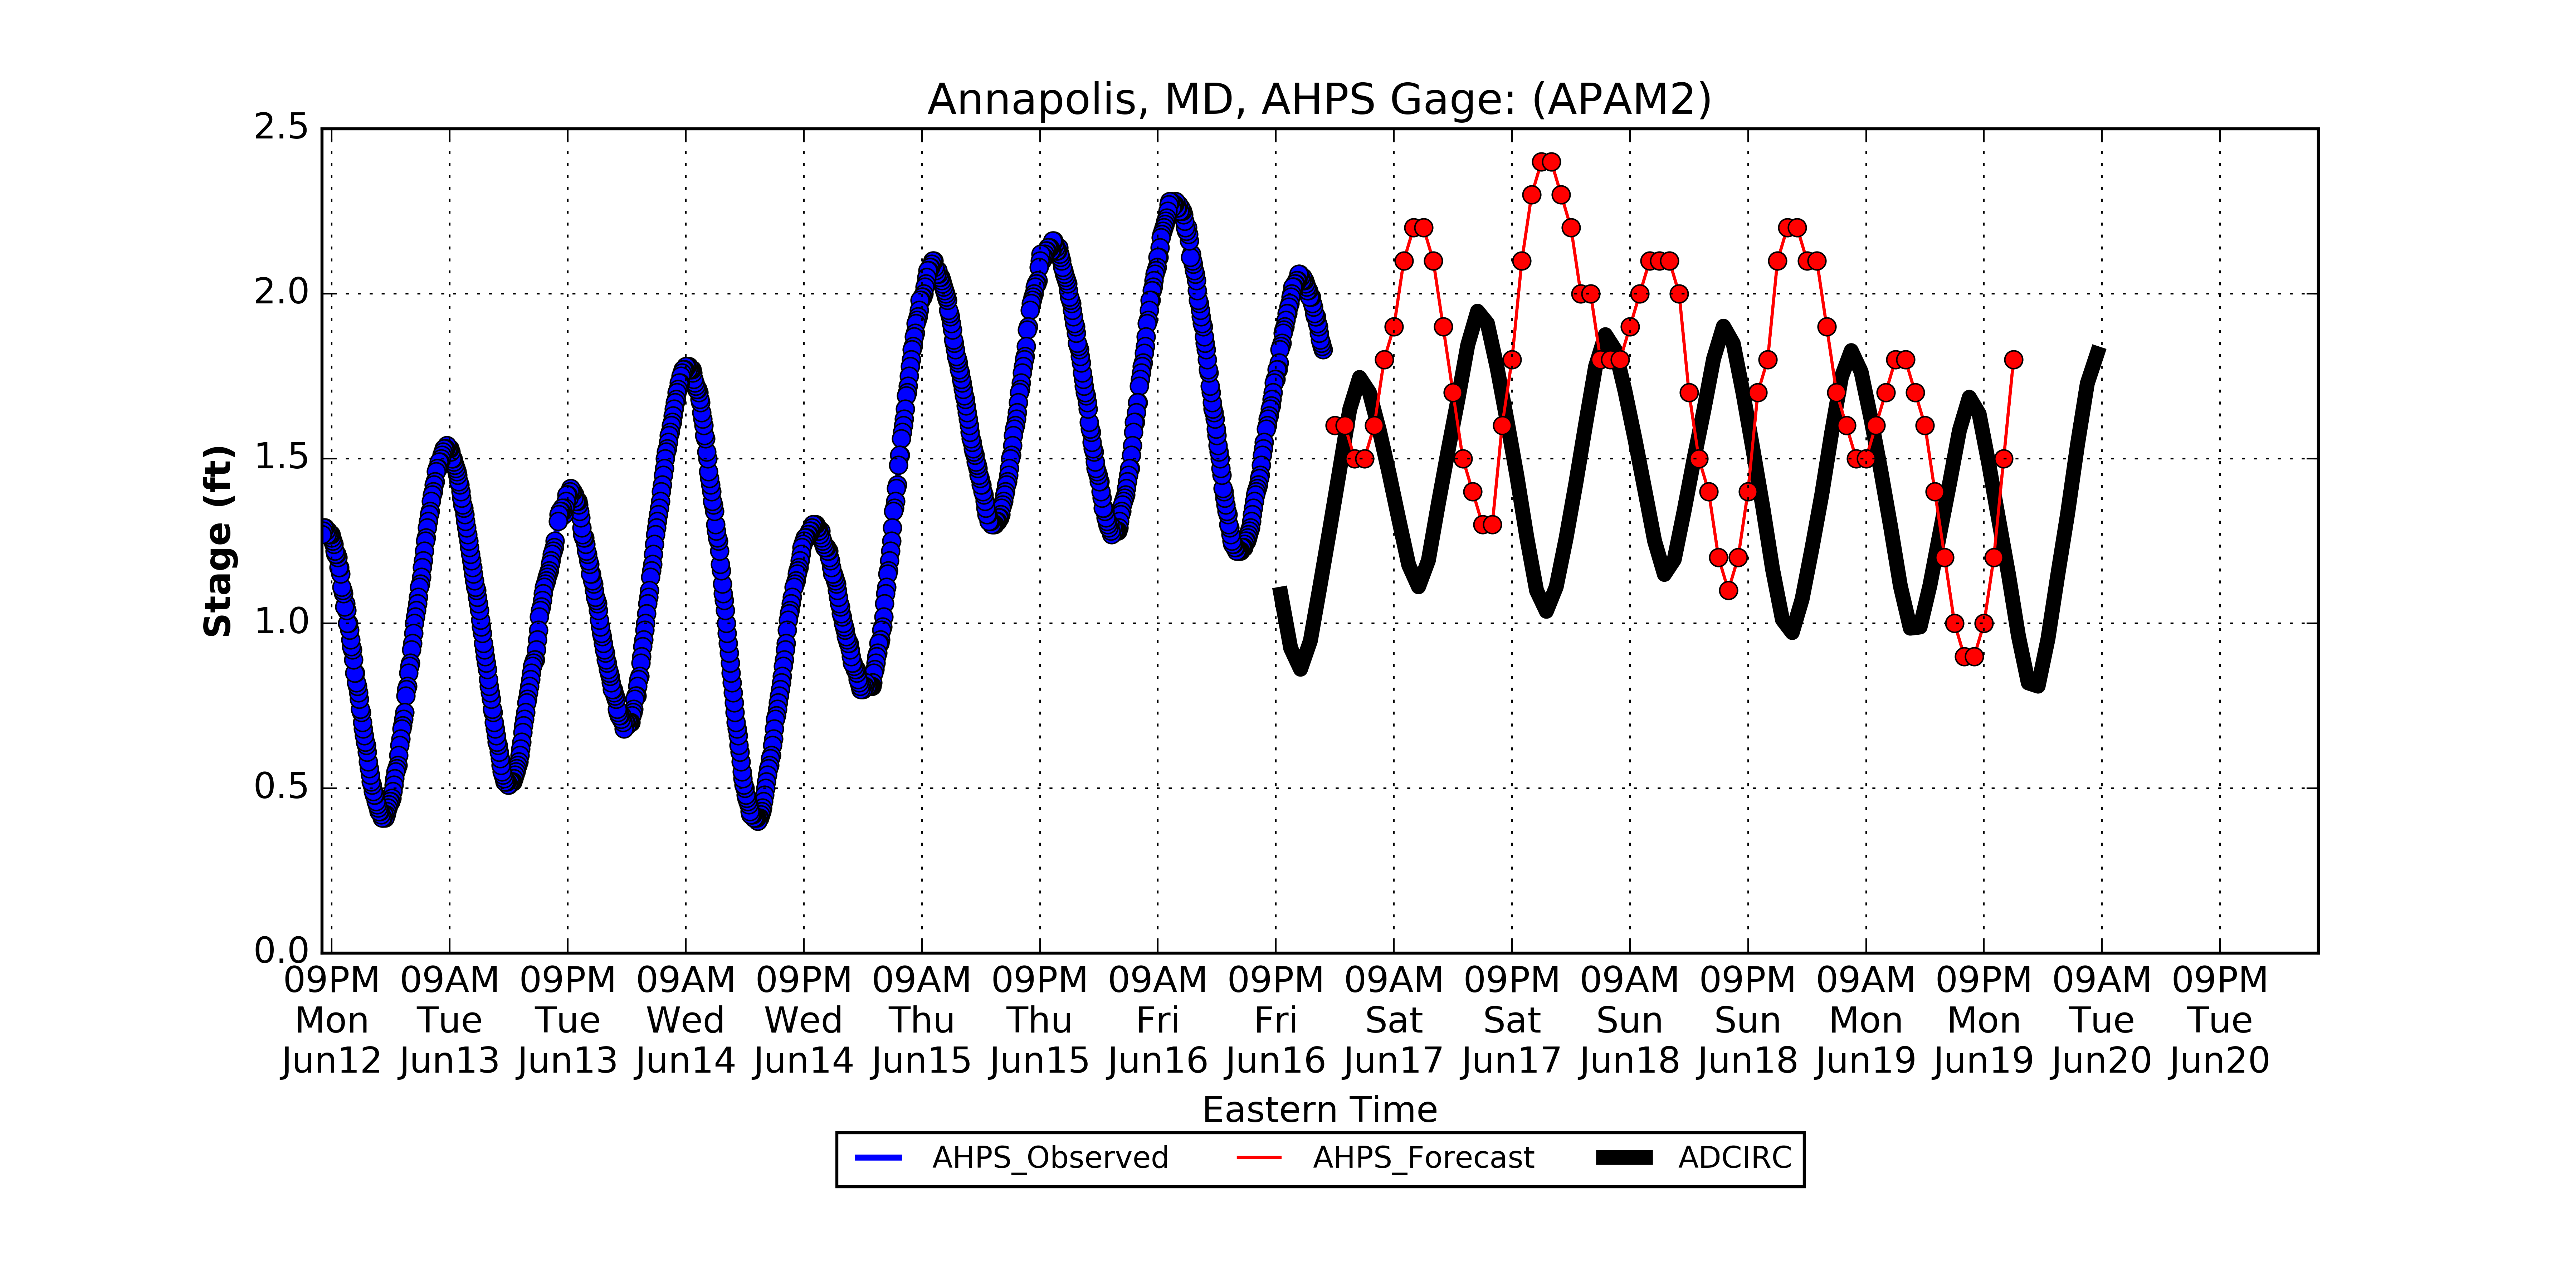 Annapolis, MD, AHPS Gage: (APAM2)
2.5
2.0
1.5
1.0
0.5
0.0
Stage (ft)
09PM 09AM 09PM 09AM 09PM 09AM 09PM 09AM 09PM 09AM 09PM 09AM 09PM 09AM 09PM 09AM 09PM
Mon Tue Tue Wed Wed Thu Thu Fri Fri Sat Sat Sun Sun Mon Mon Tue Tue
Jun12 Jun13 Jun13 Jun14 Jun14 Jun15 Jun15 Jun16 Jun16 Jun17 Jun17 Jun18 Jun18 Jun19 Jun19 Jun20 Jun20
Eastern Time
AHPS_Observed AHPS_Forecast ADCIRC